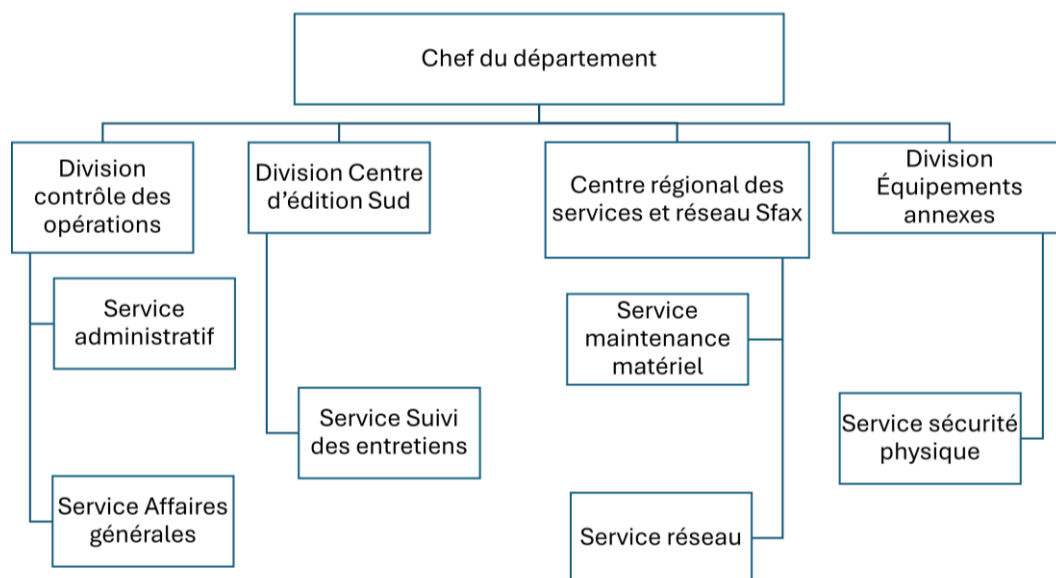 Chef du département
Division
contrôle des
opérations
Division Centre
d’édition Sud
Centre régional des
services et réseau Sfax
Division
Équipements
annexes
Service
administratif
Service
maintenance
matériel
Service Suivi
des entretiens
Service sécurité
physique
Service Affaires
générales
Service réseau